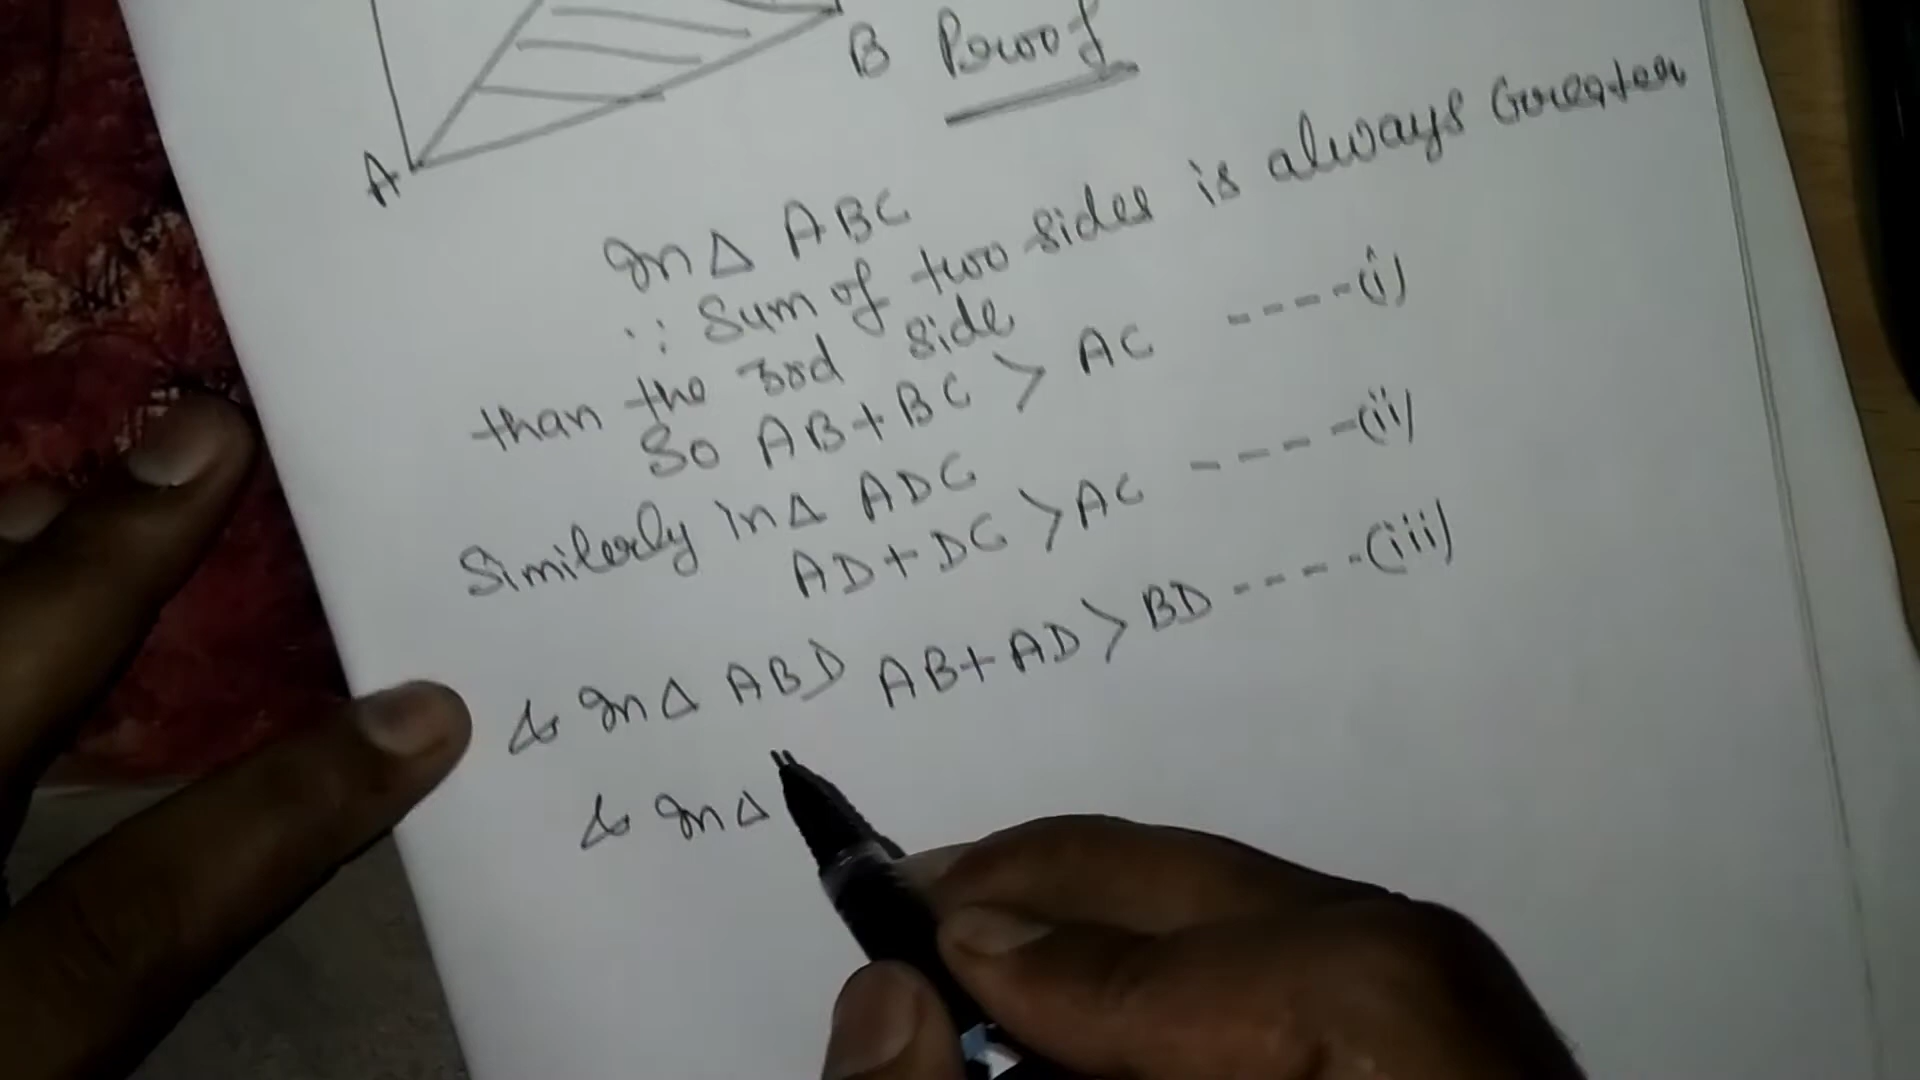 B Proof
A
In Δ ABC
∵ Sum of two sides is always Greater
than the 3rd side
So AB+BC > AC ----(i)
Similerly in Δ ADC
AD+DC > AC ----(ii)
& In Δ ABD AB+AD > BD ----(iii)
& In Δ